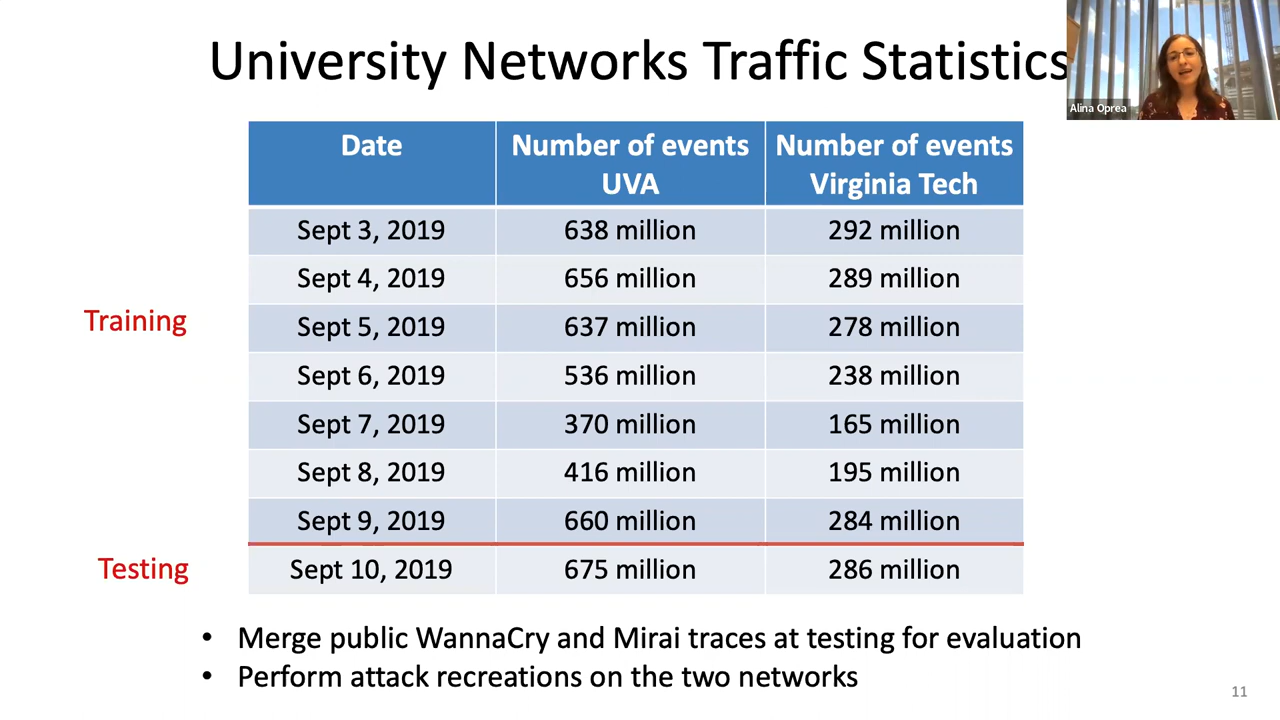 University Networks Traffic Statistics
Alina Oprea
Date Number of events UVA Number of events Virginia Tech
Sept 3, 2019 638 million 292 million
Sept 4, 2019 656 million 289 million
Training
Sept 5, 2019 637 million 278 million
Sept 6, 2019 536 million 238 million
Sept 7, 2019 370 million 165 million
Sept 8, 2019 416 million 195 million
Sept 9, 2019 660 million 284 million
Testing
Sept 10, 2019 675 million 286 million
• Merge public WannaCry and Mirai traces at testing for evaluation
• Perform attack recreations on the two networks
11